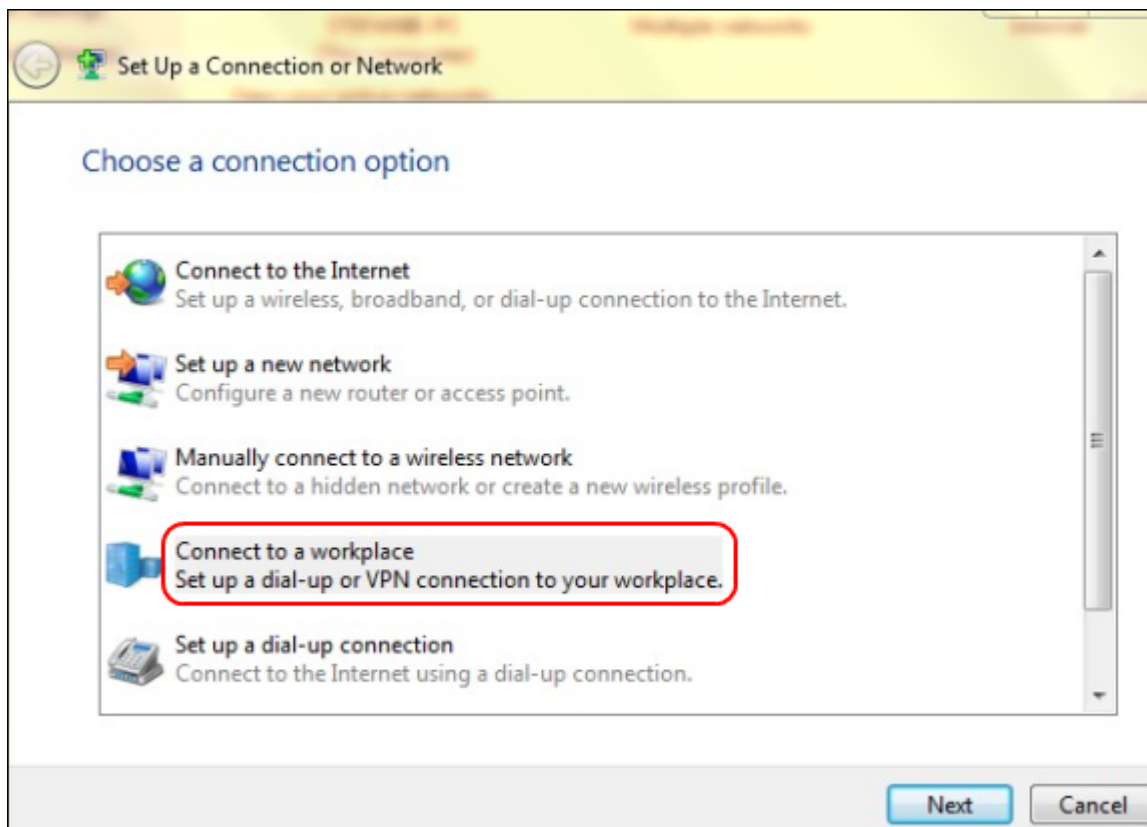 Set Up a Connection or Network
Choose a connection option
Connect to the Internet
Set up a wireless, broadband, or dial-up connection to the Internet.
Set up a new network
Configure a new router or access point.
Manually connect to a wireless network
Connect to a hidden network or create a new wireless profile.
Connect to a workplace
Set up a dial-up or VPN connection to your workplace.
Set up a dial-up connection
Connect to the Internet using a dial-up connection.
Next Cancel